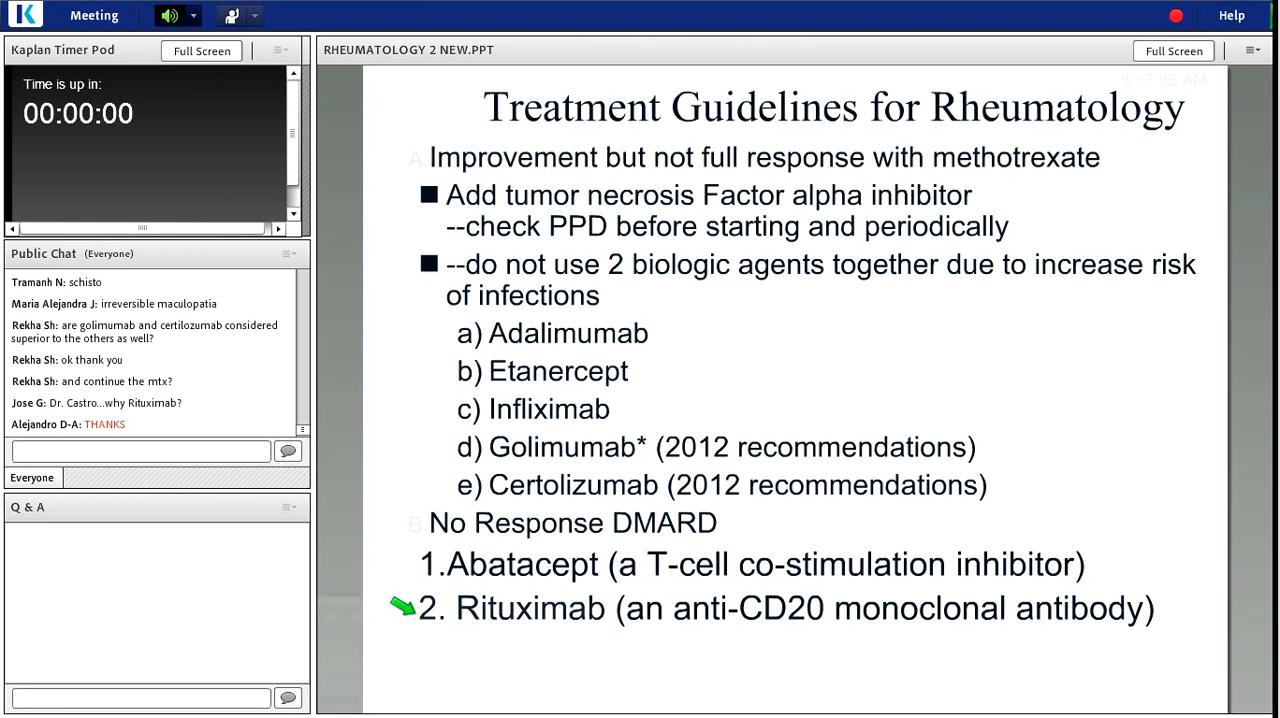 Meeting
Help
Kaplan Timer Pod
Full Screen
Time is up in:
00:00:00
Public Chat (Everyone)
Tramanh N: schisto
Maria Alejandra J: irreversible maculopatia
Rekha Sh: are golimumab and certilozumab considered
superior to the others as well?
Rekha Sh: ok thank you
Rekha Sh: and continue the mtx?
Jose G: Dr. Castro...why Rituximab?
Alejandro D-A: THANKS
Everyone
Q & A
RHEUMATOLOGY 2 NEW.PPT
Full Screen
Treatment Guidelines for Rheumatology
A. Improvement but not full response with methotrexate
■ Add tumor necrosis Factor alpha inhibitor
--check PPD before starting and periodically
■ --do not use 2 biologic agents together due to increase risk
of infections
a) Adalimumab
b) Etanercept
c) Infliximab
d) Golimumab* (2012 recommendations)
e) Certolizumab (2012 recommendations)
B. No Response DMARD
1.Abatacept (a T-cell co-stimulation inhibitor)
2. Rituximab (an anti-CD20 monoclonal antibody)